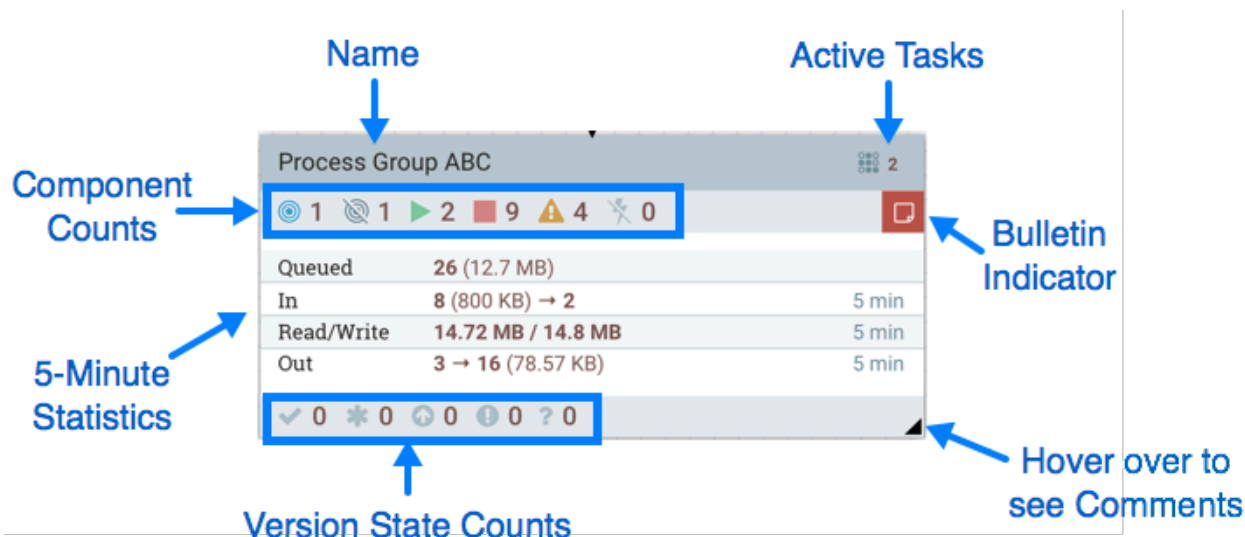 Name
Active Tasks
Process Group ABC
2
Component
Counts
1 1 2 9 4 0
Bulletin
Indicator
Queued 26 (12.7 MB)
In 8 (800 KB) → 2 5 min
Read/Write 14.72 MB / 14.8 MB 5 min
Out 3 → 16 (78.57 KB) 5 min
5-Minute
Statistics
0 0 0 0 ? 0
Hover over to
see Comments
Version State Counts